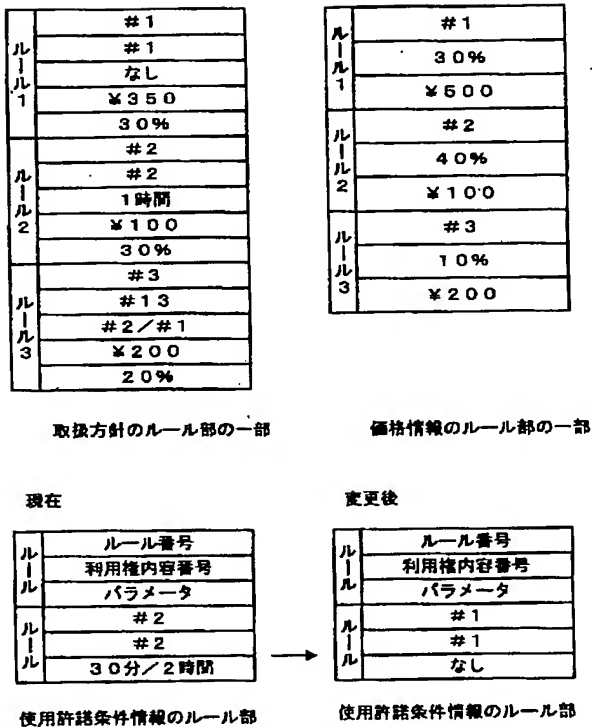 ルール1
#1
#1
なし
¥350
30%
ルール2
#2
#2
1時間
¥100
30%
ルール3
#3
#13
#2/#1
¥200
20%
取扱方針のルール部の一部
ルール1
#1
30%
¥500
ルール2
#2
40%
¥100
ルール3
#3
10%
¥200
価格情報のルール部の一部
現在
ルール
ルール番号
利用権内容番号
パラメータ
ルール
#2
#2
30分/2時間
使用許諾条件情報のルール部
変更後
ルール
ルール番号
利用権内容番号
パラメータ
ルール
#1
#1
なし
使用許諾条件情報のルール部